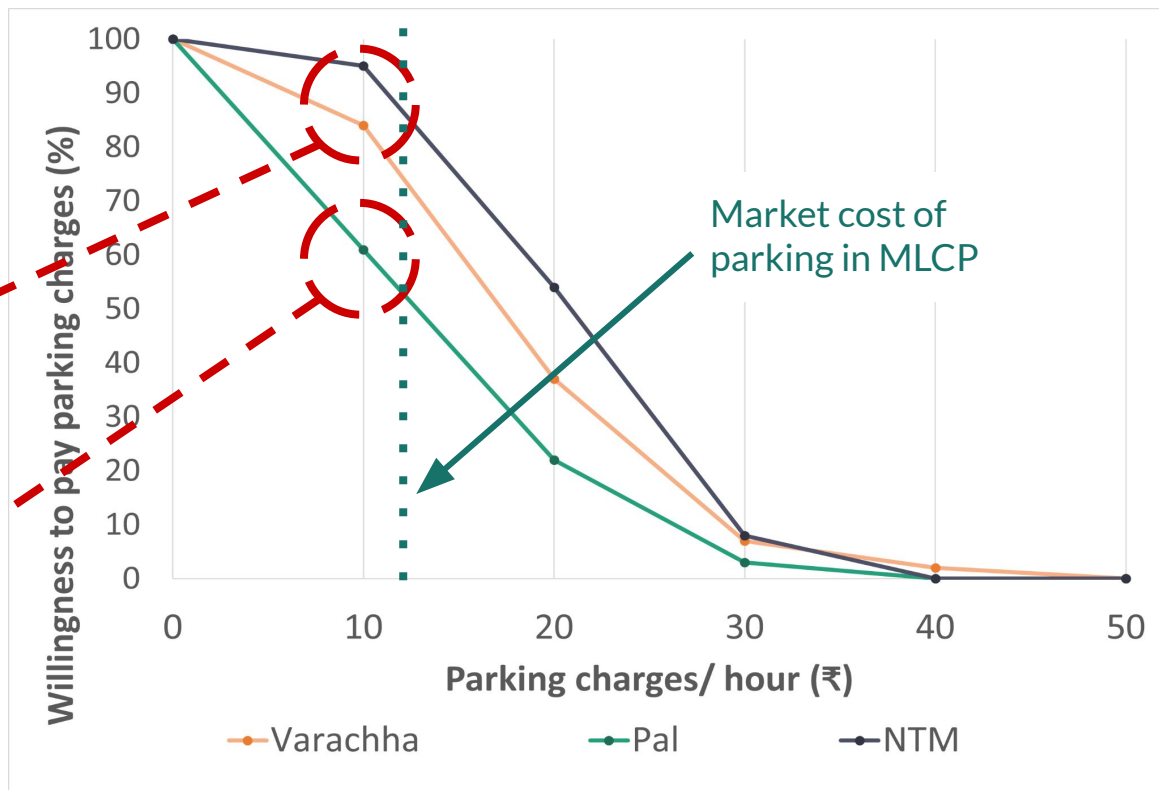 Willingness to pay parking charges (%)
100
90
80
70
60
50
40
30
20
10
0
Market cost of
parking in MLCP
0 10 20 30 40 50
Parking charges/ hour (₹)
Varachha Pal NTM